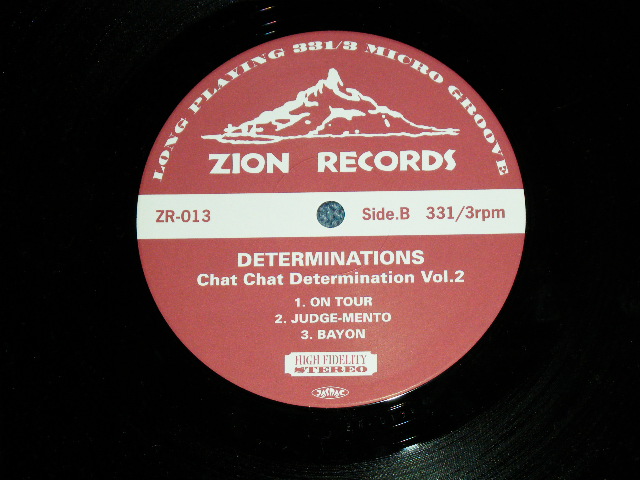 LONG PLAYING 331/3 MICRO GROOVE
ZION RECORDS
ZR-013
Side.B 331/3rpm
DETERMINATIONS
Chat Chat Determination Vol.2
1. ON TOUR
2. JUDGE-MENTO
3. BAYON
HIGH FIDELITY
STEREO
JASRAC